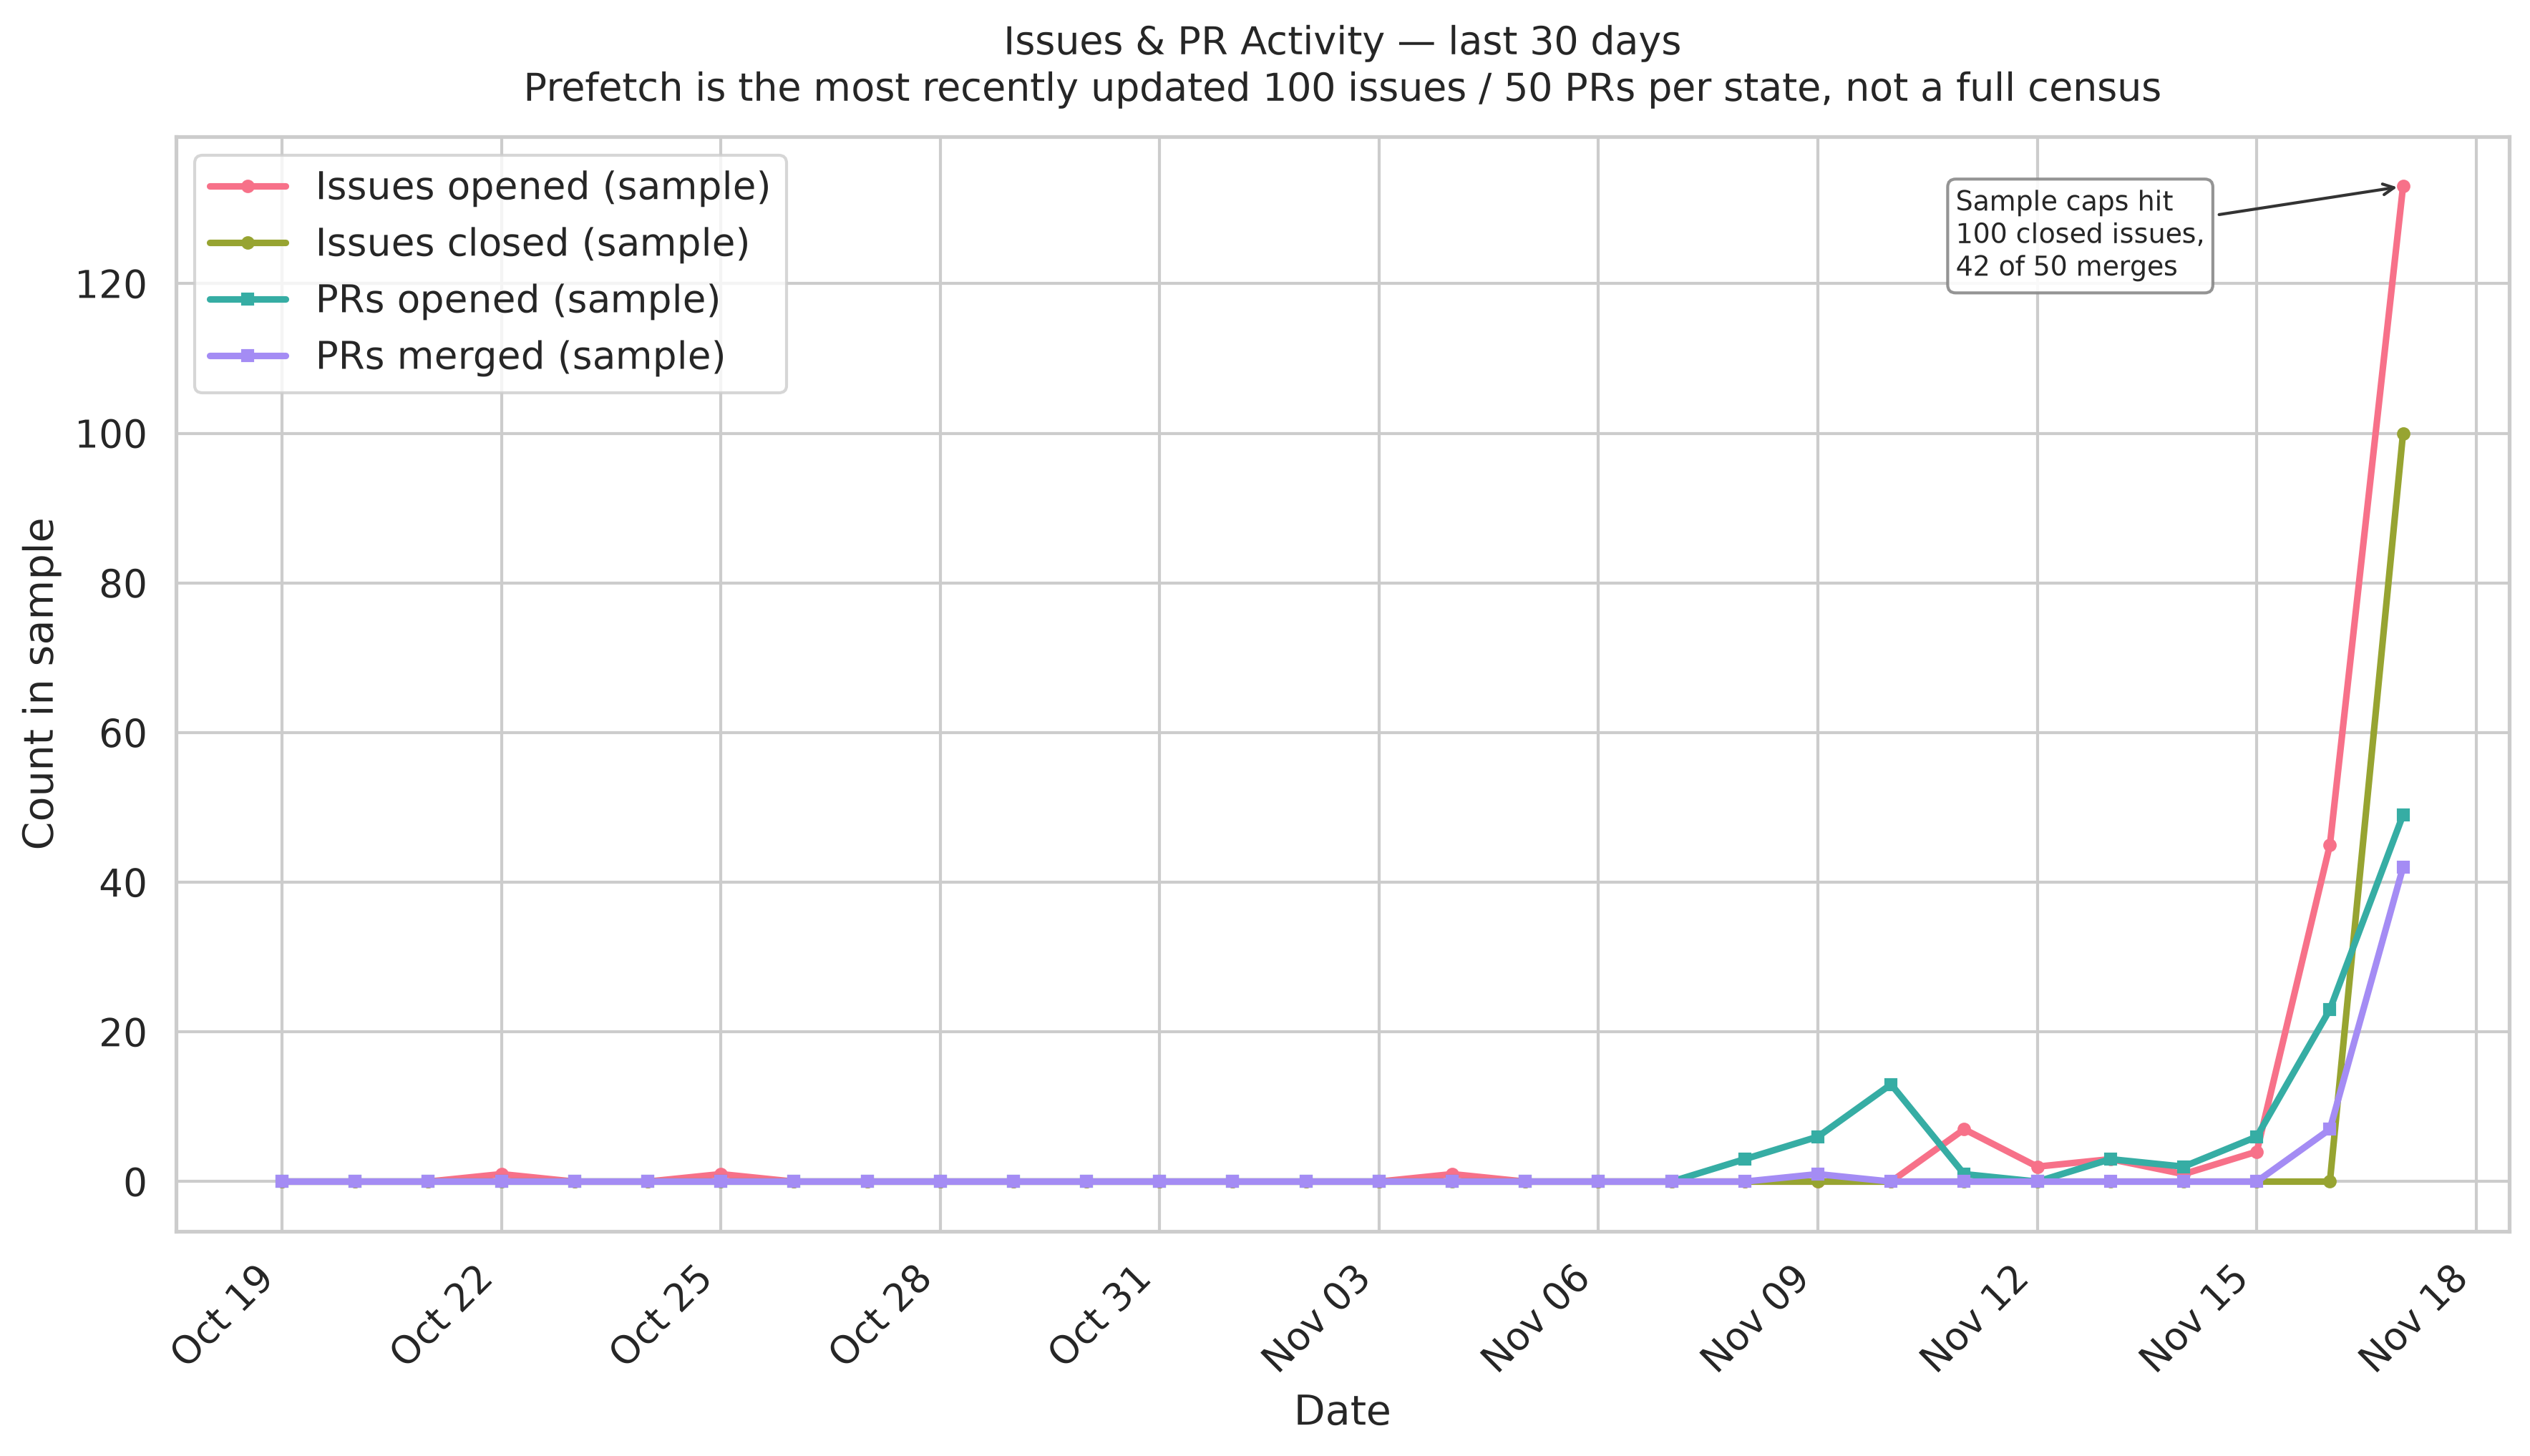 Issues & PR Activity — last 30 days
Prefetch is the most recently updated 100 issues / 50 PRs per state, not a full census
Issues opened (sample)
Issues closed (sample)
PRs opened (sample)
PRs merged (sample)
Sample caps hit
100 closed issues,
42 of 50 merges
Count in sample
120
100
80
60
40
20
0
Oct 19
Oct 22
Oct 25
Oct 28
Oct 31
Nov 03
Nov 06
Nov 09
Nov 12
Nov 15
Nov 18
Date